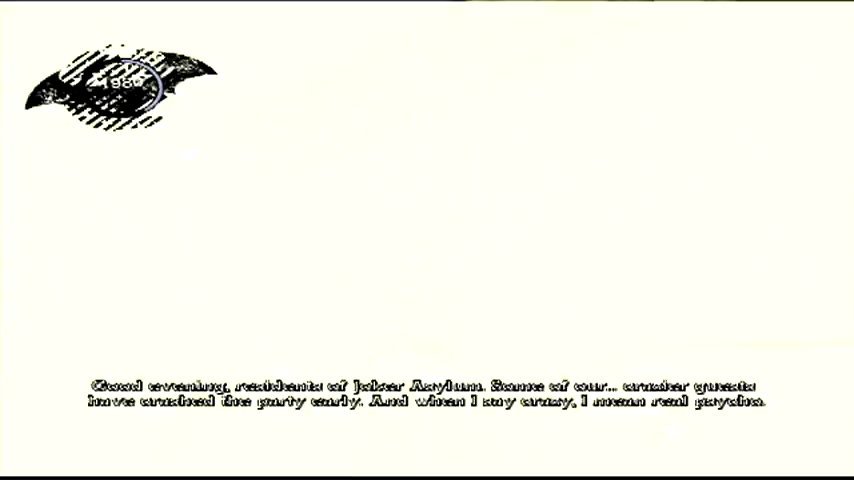 Good evening, residents of Joker Asylum. Some of our... crazier guests
have crashed the party early. And when I say crazy, I mean real psycho.